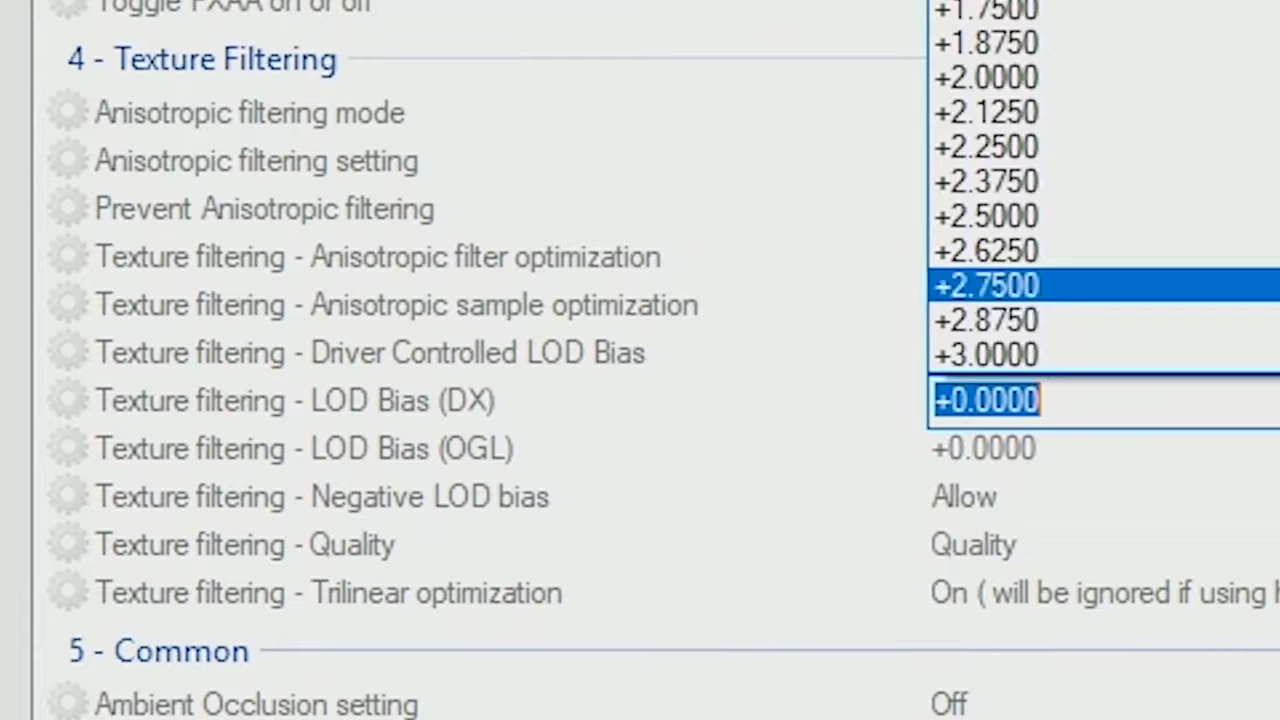 Toggle FXAA on or off
+1.7500
4 - Texture Filtering
+1.8750
+2.0000
Anisotropic filtering mode
+2.1250
+2.2500
Anisotropic filtering setting
+2.3750
Prevent Anisotropic filtering
+2.5000
Texture filtering - Anisotropic filter optimization
+2.6250
+2.7500
Texture filtering - Anisotropic sample optimization
+2.8750
Texture filtering - Driver Controlled LOD Bias
+3.0000
Texture filtering - LOD Bias (DX) +0.0000
Texture filtering - LOD Bias (OGL) +0.0000
Texture filtering - Negative LOD bias Allow
Texture filtering - Quality Quality
Texture filtering - Trilinear optimization On ( will be ignored if using
5 - Common
Ambient Occlusion setting Off